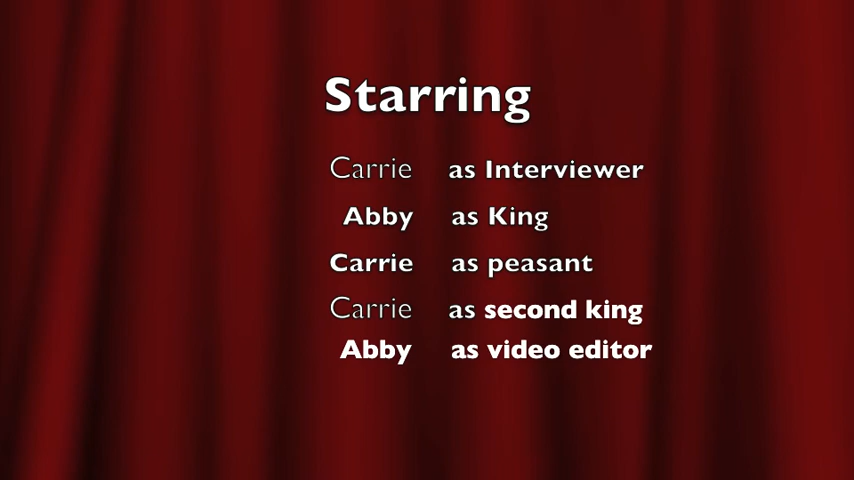 Starring
Carrie as Interviewer
Abby as King
Carrie as peasant
Carrie as second king
Abby as video editor